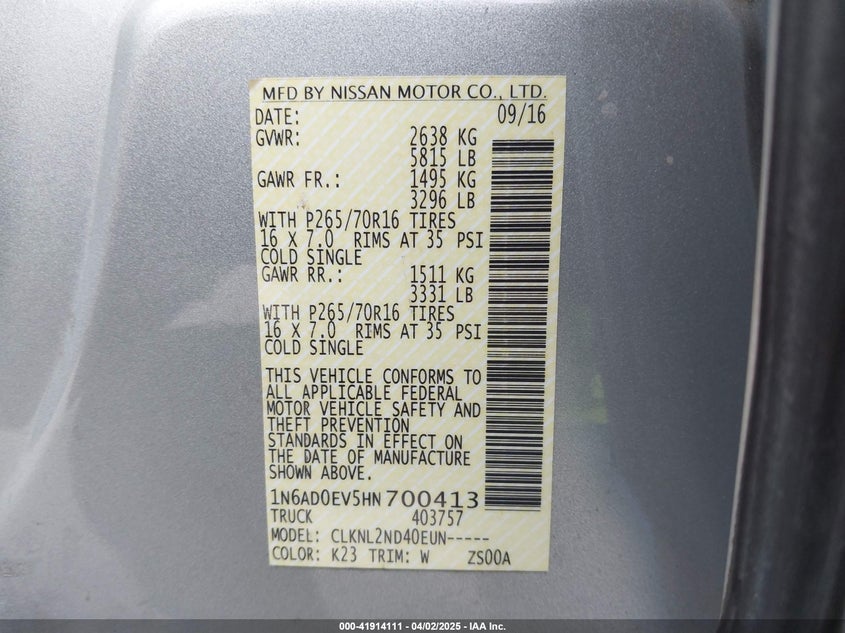 MFD BY NISSAN MOTOR CO., LTD.
DATE: 09/16
GVWR: 2638 KG
5815 LB
GAWR FR.: 1495 KG
3296 LB
WITH P265/70R16 TIRES
16 X 7.0 RIMS AT 35 PSI
COLD SINGLE
GAWR RR.: 1511 KG
3331 LB
WITH P265/70R16 TIRES
16 X 7.0 RIMS AT 35 PSI
COLD SINGLE
THIS VEHICLE CONFORMS TO
ALL APPLICABLE FEDERAL
MOTOR VEHICLE SAFETY AND
THEFT PREVENTION
STANDARDS IN EFFECT ON
THE DATE OF MANUFACTURE
SHOWN ABOVE.
1N6AD0EV5HN700413
TRUCK 403757
MODEL: CLKNL2ND40EUN-----
COLOR: K23 TRIM: W ZS00A
000-41914111 - 04/02/2025 - IAA Inc.